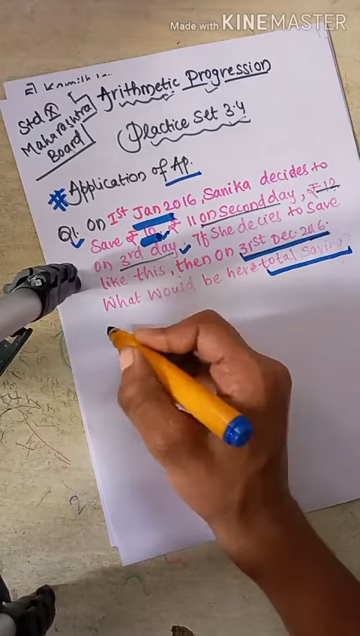 Made with KINEMASTER
Std X
Maharashtra
Board
Arithmetic Progression
Practice Set 3.4
# Application of Ap.
Q1. On 1st Jan 2016, Sanika decides to
Save ₹ 10, ₹ 11 on Second day, ₹ 12
on 3rd day. If She decies to Save
like this, then on 31st Dec. 2016
What would be here total Saving?